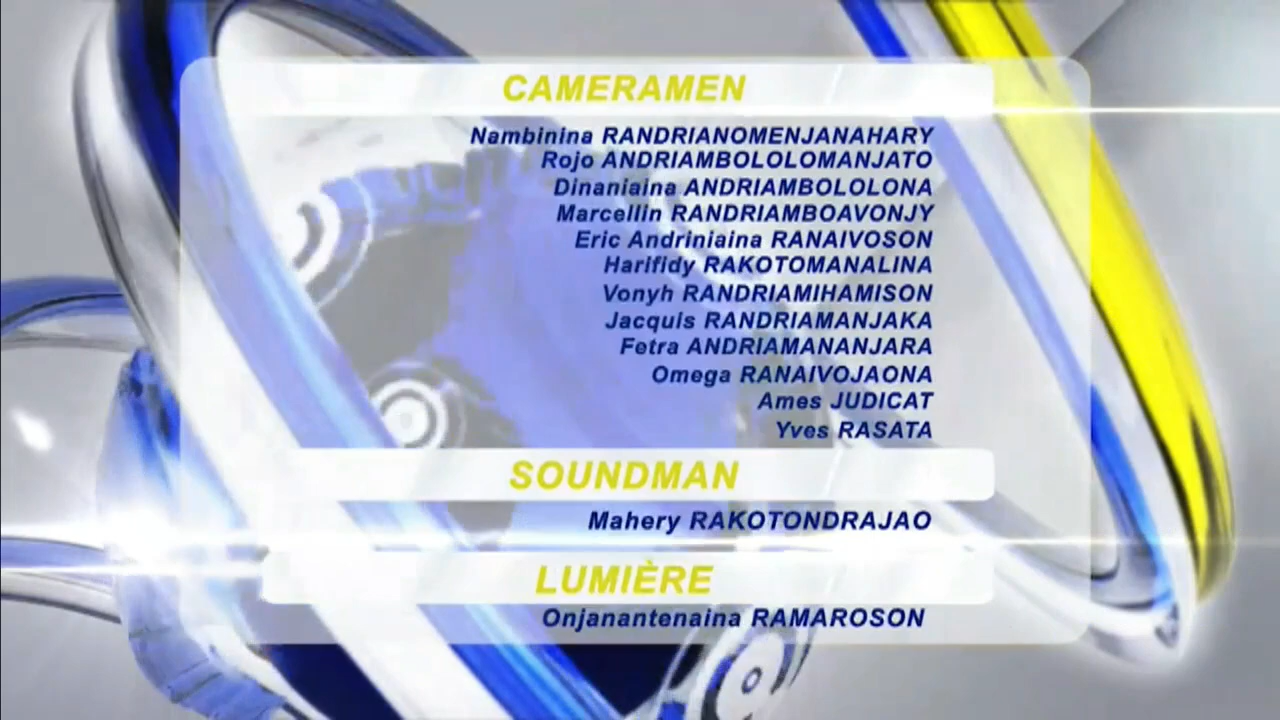 CAMERAMEN
Nambinina RANDRIANOMENJANAHARY
Rojo ANDRIAMBOLOLOMANJATO
Dinaniaina ANDRIAMBOLOLONA
Marcellin RANDRIAMBOAVONJY
Eric Andriniaina RANAIVOSON
Harifidy RAKOTOMANALINA
Vonyh RANDRIAMIHAMISON
Jacquis RANDRIAMANJAKA
Fetra ANDRIAMANANJARA
Omega RANAIVOJAONA
Ames JUDICAT
Yves RASATA
SOUNDMAN
Mahery RAKOTONDRAJAO
LUMIÈRE
Onjanantenaina RAMAROSON